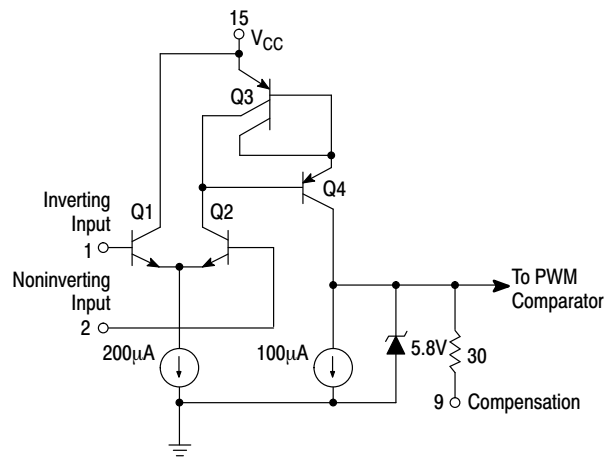 15
VCC
Q3
Q4
Inverting
Input
1
Q1
Q2
Noninverting
Input
2
To PWM
Comparator
200μA
100μA
5.8V
30
9
Compensation